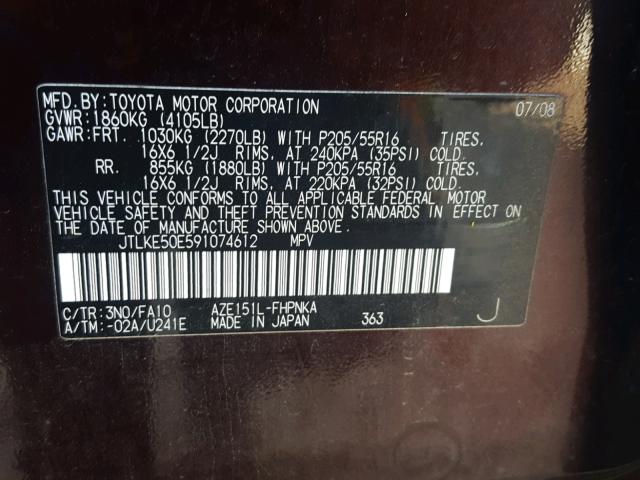 MFD.BY:TOYOTA MOTOR CORPORATION 07/08
GVWR:1860KG (4105LB)
GAWR:FRT. 1030KG (2270LB) WITH P205/55R16 TIRES,
16X6 1/2J RIMS, AT 240KPA (35PSI) COLD.
RR. 855KG (1880LB) WITH P205/55R16 TIRES,
16X6 1/2J RIMS, AT 220KPA (32PSI) COLD.
THIS VEHICLE CONFORMS TO ALL APPLICABLE FEDERAL MOTOR
VEHICLE SAFETY AND THEFT PREVENTION STANDARDS IN EFFECT ON
THE DATE OF MANUFACTURE SHOWN ABOVE.
JTLKE50E591074612 MPV
C/TR:3N0/FA10 AZE151L-FHPNKA
A/TM:-02A/U241E MADE IN JAPAN 363 J